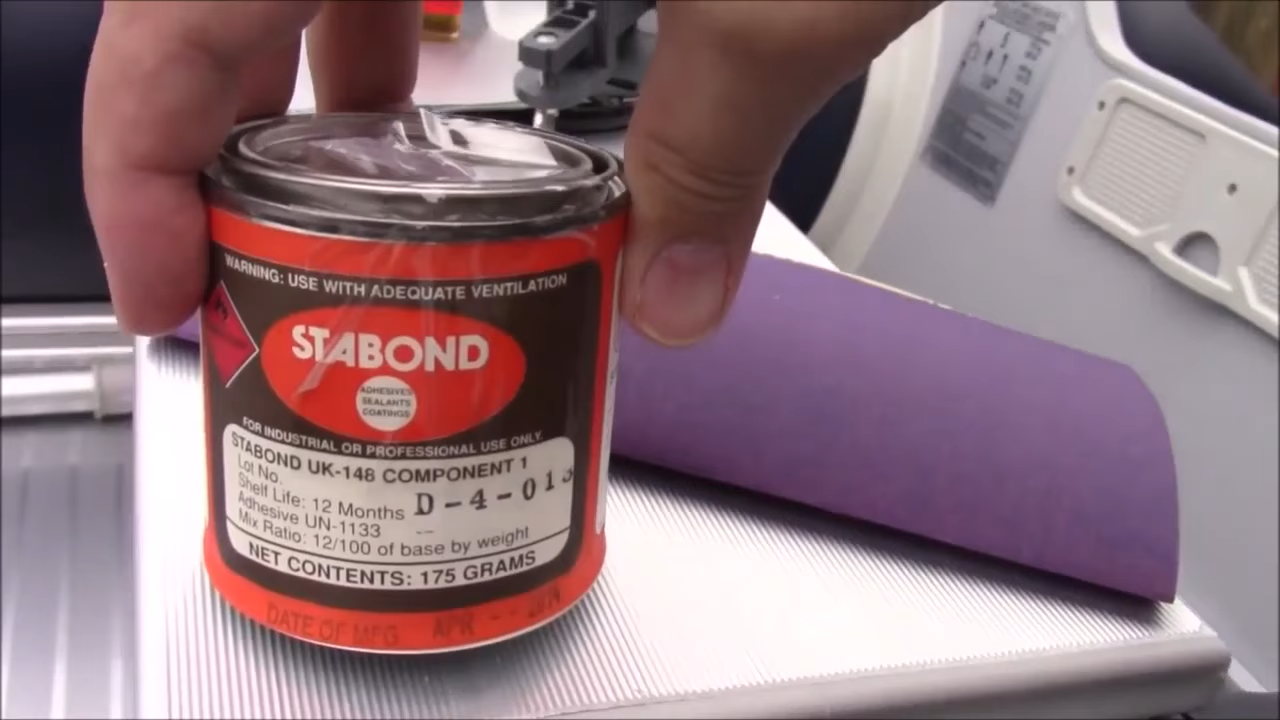 WARNING: USE WITH ADEQUATE VENTILATION
STABOND
ADHESIVES
SEALANTS
COATINGS
FOR INDUSTRIAL OR PROFESSIONAL USE ONLY.
STABOND UK-148 COMPONENT 1
Lot No. D-4-013
Shelf Life: 12 Months
Adhesive UN-1133
Mix Ratio: 12/100 of base by weight
NET CONTENTS: 175 GRAMS
DATE OF MFG APR